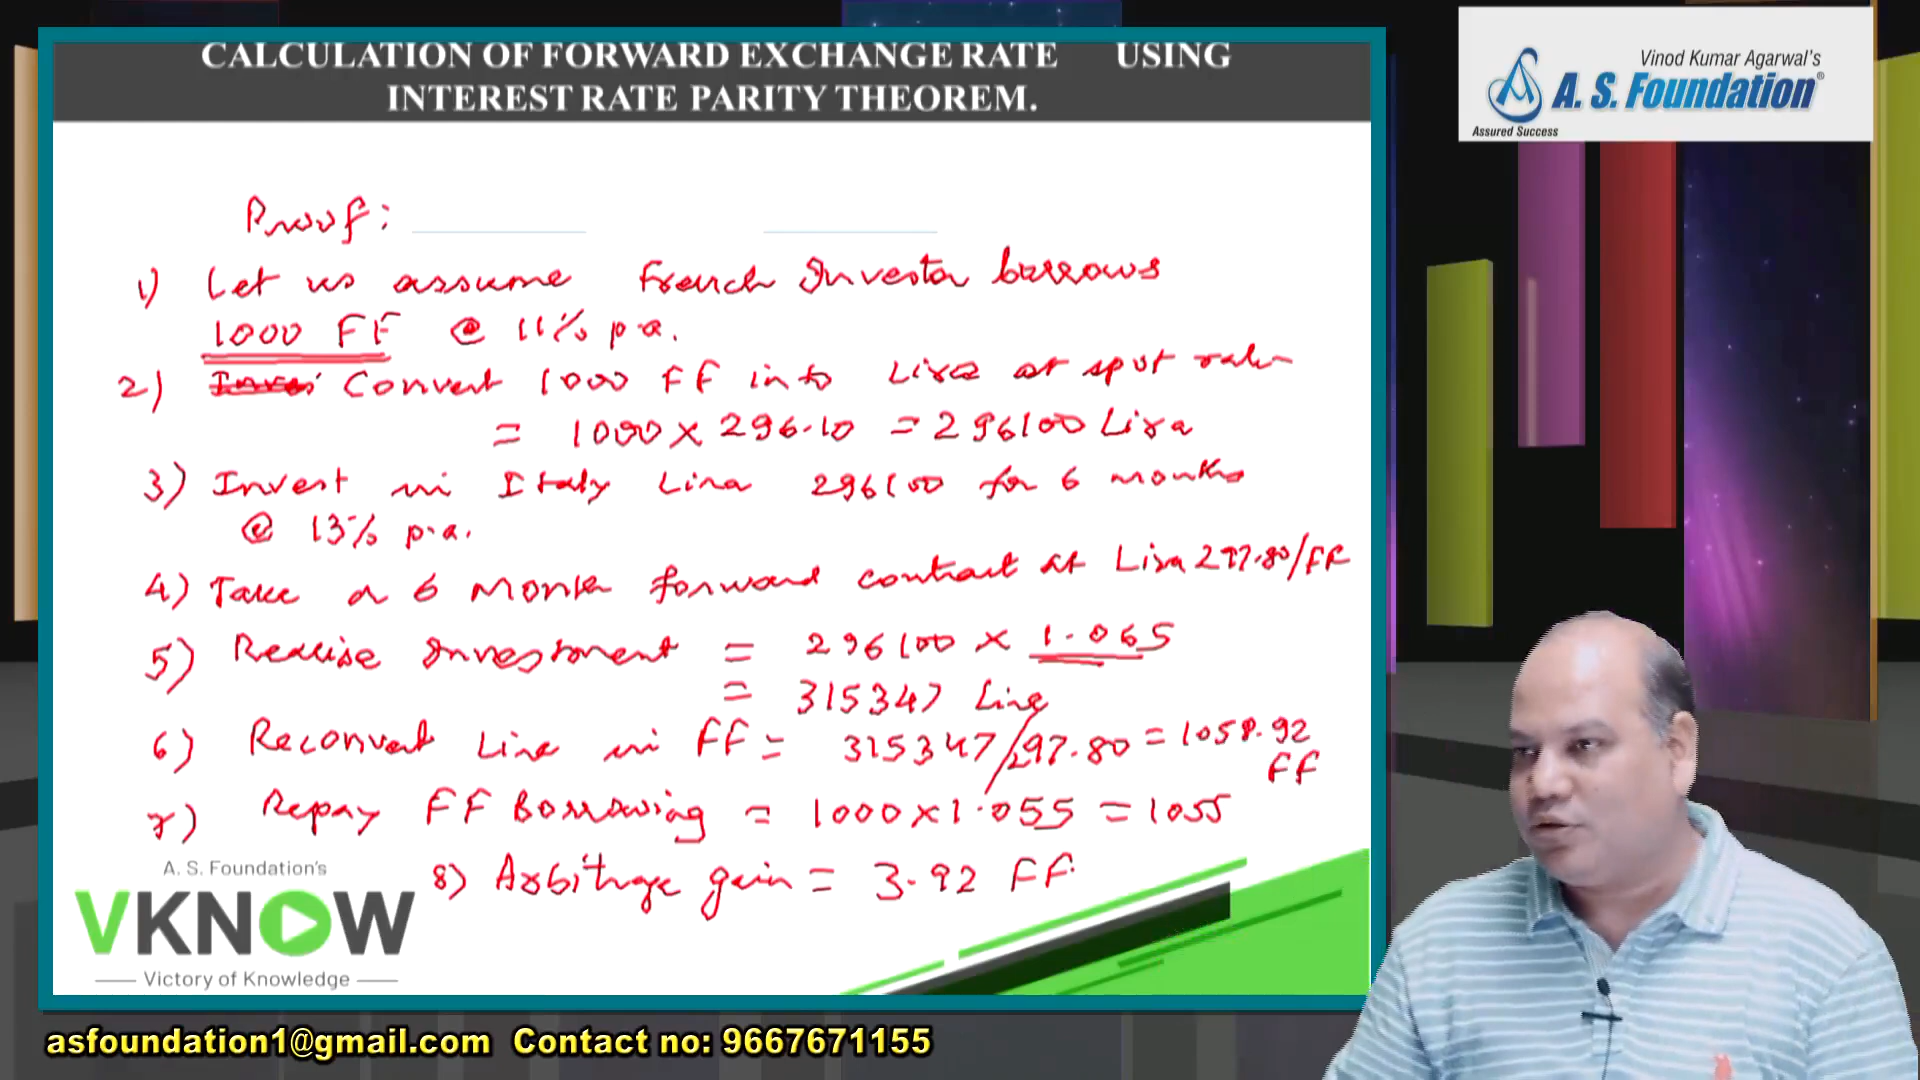 CALCULATION OF FORWARD EXCHANGE RATE USING
INTEREST RATE PARITY THEOREM.
Vinod Kumar Agarwal's
A. S. Foundation®
Assured Success
Proof:
1) Let us assume French Investor borrows
1000 FF @ 11% p.a.
2) Convert 1000 FF into Lira at spot rate
= 1000 x 296.10 = 296100 Lira
3) Invest in Italy Lira 296100 for 6 months
@ 13% p.a.
4) Take a 6 Month forward contract at Lira 297.80/FF
5) Realise Investment = 296100 x 1.065
= 315347 Lira
6) Reconvert Lira in FF = 315347/297.80 = 1058.92
FF
7) Repay FF Borrowing = 1000x1.055 = 1055
8) Arbitrage gain = 3.92 FF.
A. S. Foundation's
VKNOW
Victory of Knowledge
asfoundation1@gmail.com Contact no: 9667671155